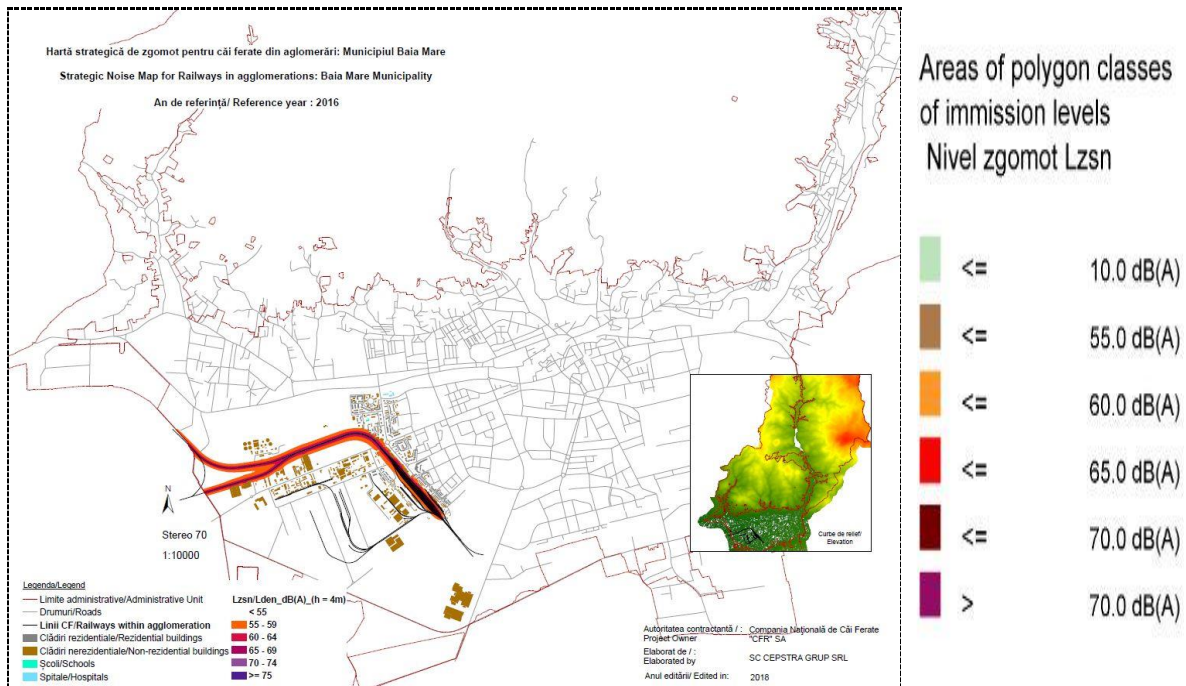 Hartă strategică de zgomot pentru căi ferate din aglomerări: Municipiul Baia Mare
Strategic Noise Map for Railways in agglomerations: Baia Mare Municipality
An de referință/ Reference year : 2016
N
Stereo 70
1:10000
Curbe de relief/
Elevation
Legenda/Legend
Limite administrative/Administrative Unit
Drumuri/Roads
Linii CF/Railways within agglomeration
Clădiri rezidentiale/Rezidential buildings
Clădiri nerezidentiale/Non-rezidential buildings
Școli/Schools
Spitale/Hospitals
Lzsn/Lden_dB(A)_(h = 4m)
< 55
55 - 59
60 - 64
65 - 69
70 - 74
>= 75
Autoritatea contractantă / : Compania Națională de Căi Ferate
Project Owner "CFR" SA
Elaborat de / :
Elaborated by SC CEPSTRA GRUP SRL
Anul editării/ Edited in: 2018
Areas of polygon classes
of immission levels
Nivel zgomot Lzsn
<= 10.0 dB(A)
<= 55.0 dB(A)
<= 60.0 dB(A)
<= 65.0 dB(A)
<= 70.0 dB(A)
> 70.0 dB(A)